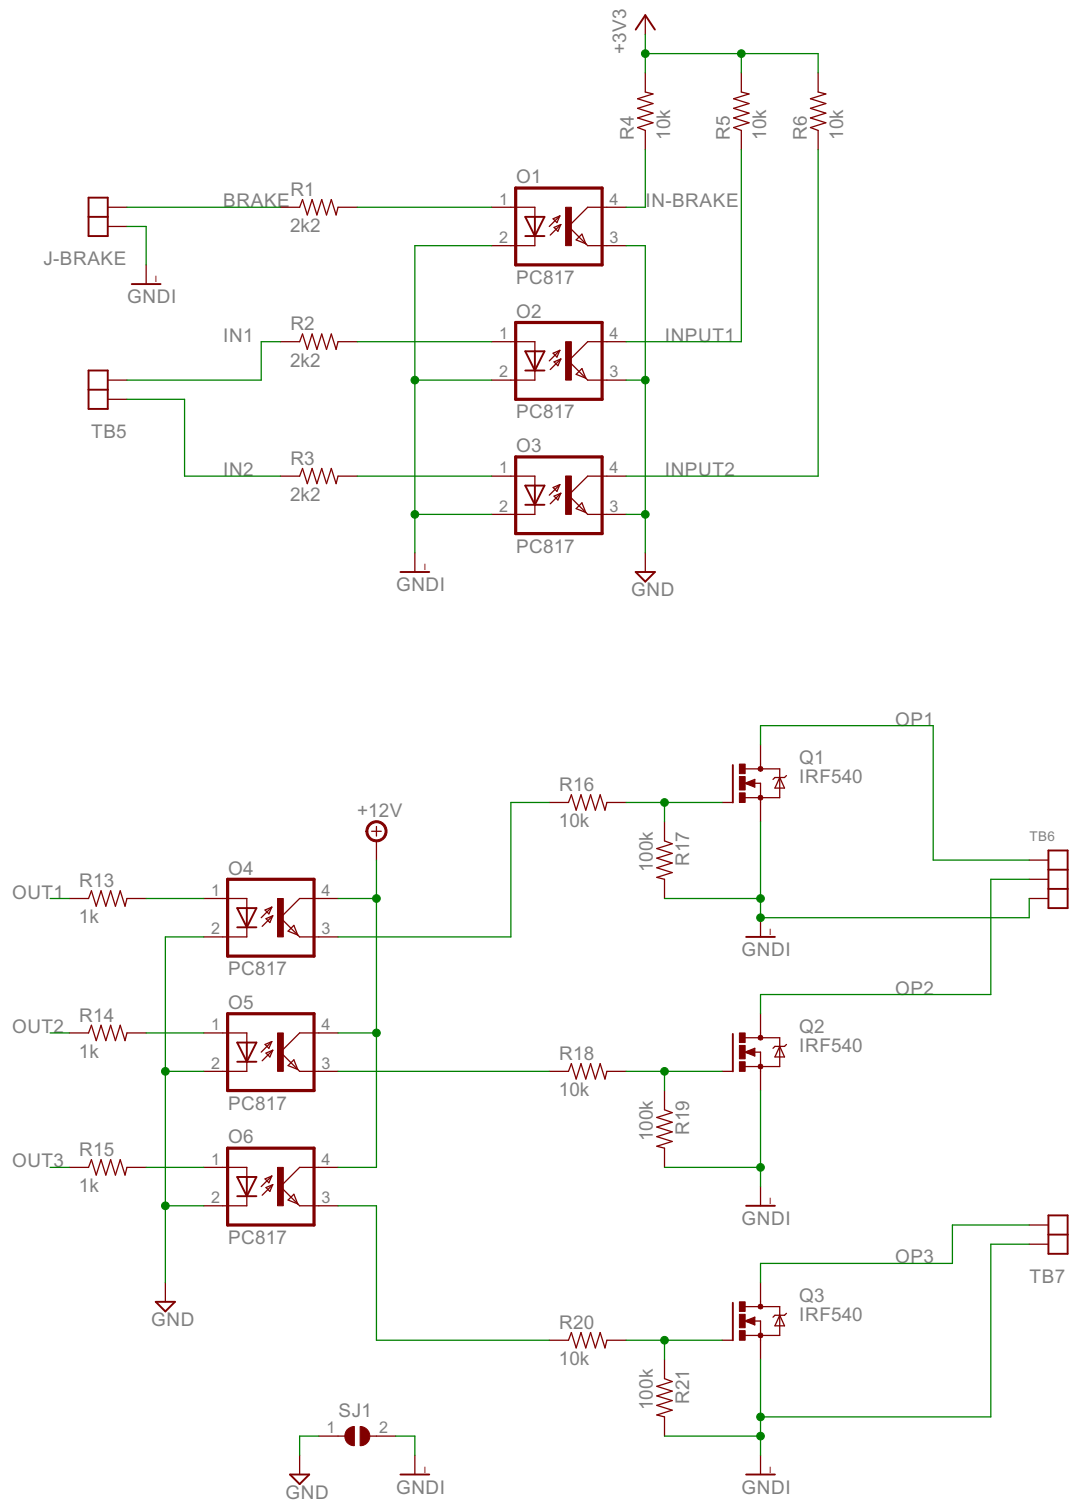 +3V3
R4
10k
R5
10k
R6
10k
BRAKE
R1
2k2
O1
1
2
4
3
PC817
IN-BRAKE
J-BRAKE
GNDI
IN1
R2
2k2
O2
1
2
4
3
PC817
INPUT1
TB5
IN2
R3
2k2
O3
1
2
4
3
PC817
INPUT2
GNDI
GND
OP1
Q1
IRF540
R16
10k
100k
R17
+12V
TB6
OUT1
R13
1k
O4
1
2
4
3
PC817
GNDI
OP2
OUT2
R14
1k
O5
1
2
4
3
PC817
Q2
IRF540
R18
10k
100k
R19
OUT3
R15
1k
O6
1
2
4
3
PC817
GNDI
OP3
TB7
GND
Q3
IRF540
R20
10k
100k
R21
SJ1
1
2
GND
GNDI
GNDI